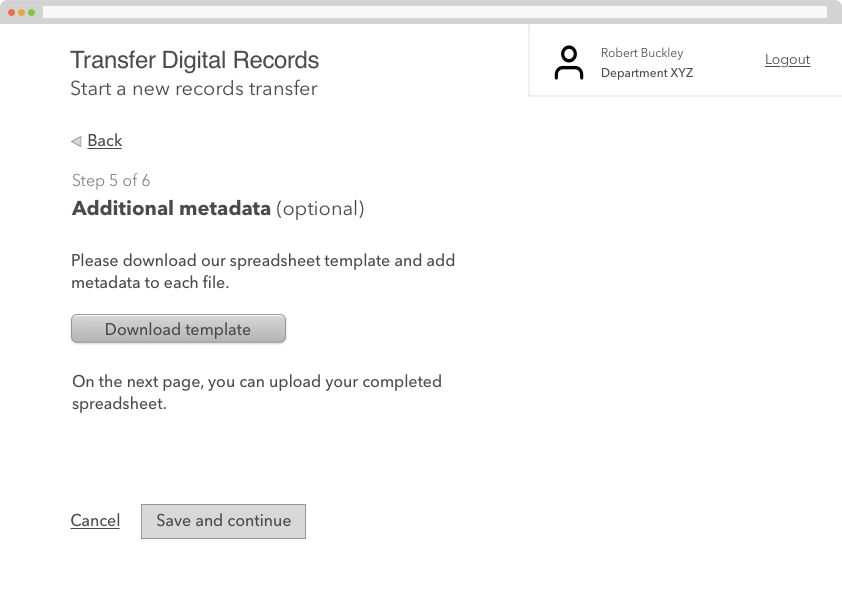 Transfer Digital Records
Start a new records transfer
Robert Buckley
Department XYZ
Logout
Back
Step 5 of 6
Additional metadata (optional)
Please download our spreadsheet template and add
metadata to each file.
Download template
On the next page, you can upload your completed
spreadsheet.
Cancel
Save and continue